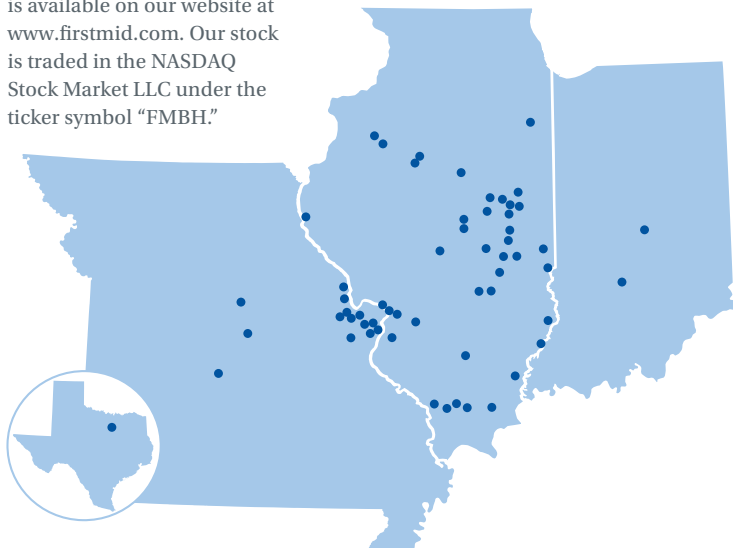 is available on our website at
www.firstmid.com. Our stock
is traded in the NASDAQ
Stock Market LLC under the
ticker symbol “FMBH.”